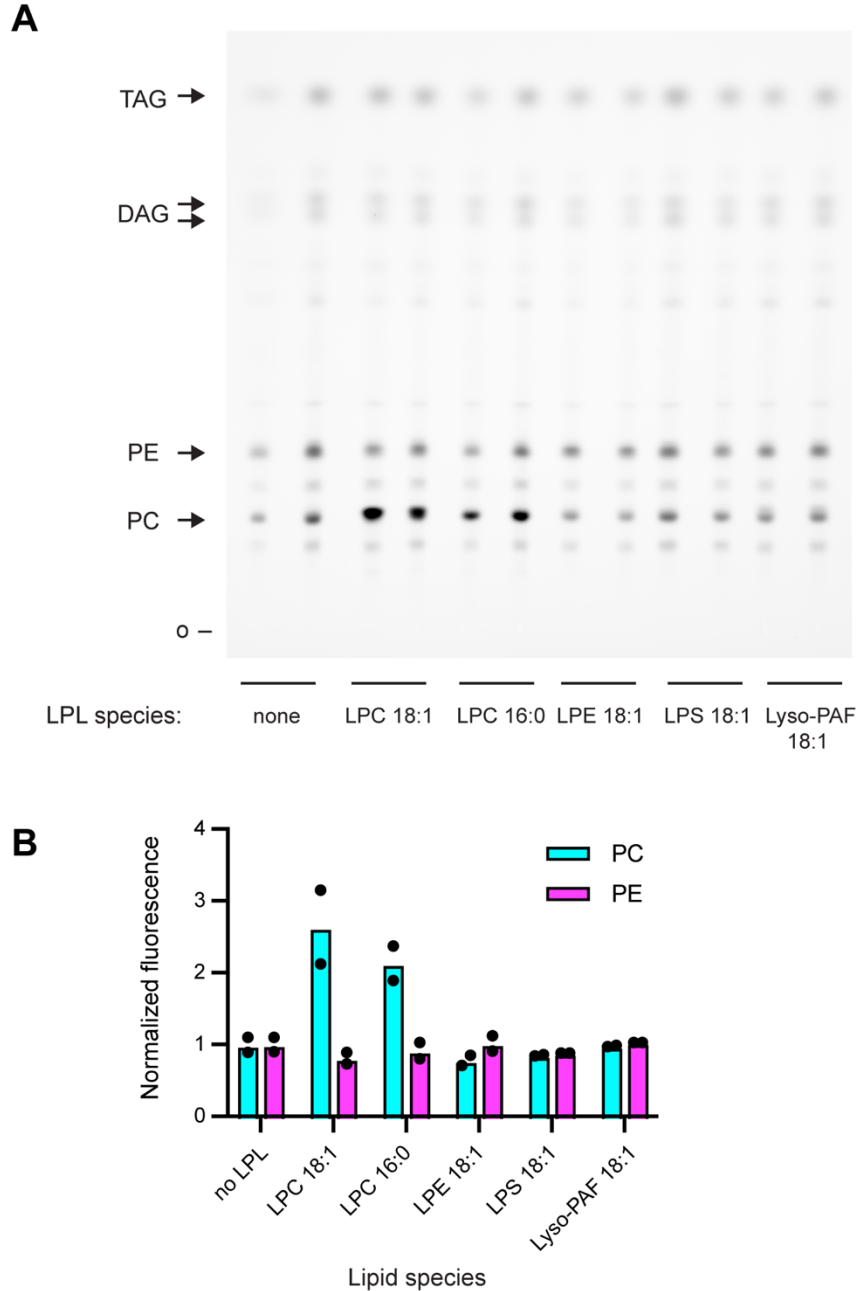 A
TAG
DAG
PE
PC
o –
LPL species: none LPC 18:1 LPC 16:0 LPE 18:1 LPS 18:1 Lyso-PAF
18:1
B
Normalized fluorescence
4
3
2
1
0
PC
PE
no LPL LPC 18:1 LPC 16:0 LPE 18:1 LPS 18:1 Lyso-PAF 18:1
Lipid species